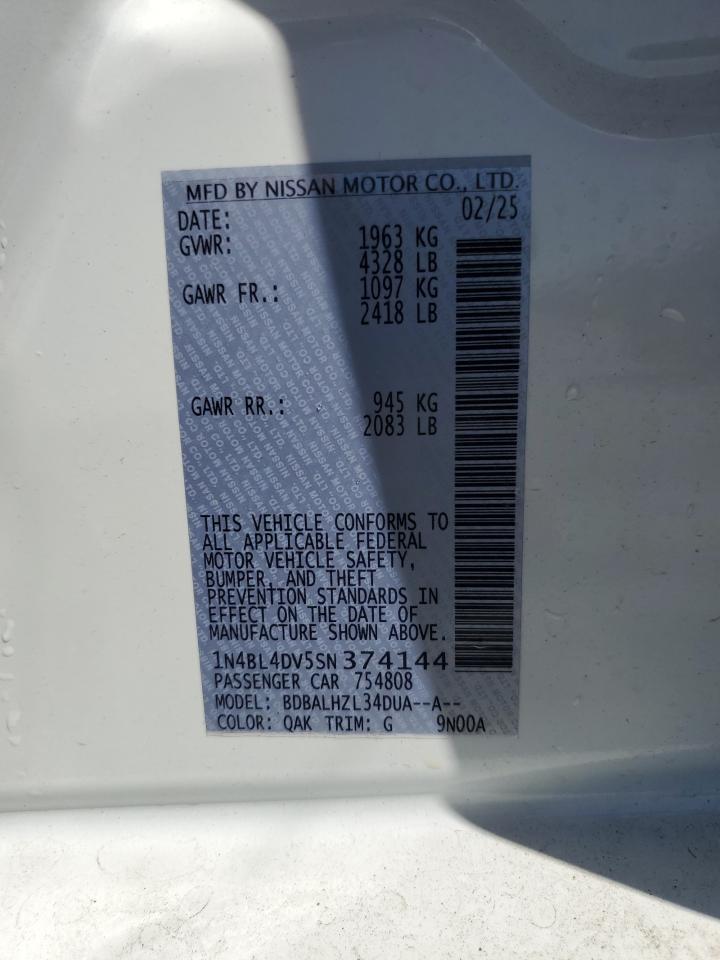 MFD BY NISSAN MOTOR CO., LTD.
DATE: 02/25
GVWR: 1963 KG
4328 LB
GAWR FR.: 1097 KG
2418 LB
GAWR RR.: 945 KG
2083 LB
THIS VEHICLE CONFORMS TO
ALL APPLICABLE FEDERAL
MOTOR VEHICLE SAFETY,
BUMPER, AND THEFT
PREVENTION STANDARDS IN
EFFECT ON THE DATE OF
MANUFACTURE SHOWN ABOVE.
1N4BL4DV5SN374144
PASSENGER CAR 754808
MODEL: BDBALHZL34DUA--A--
COLOR: QAK TRIM: G 9N00A